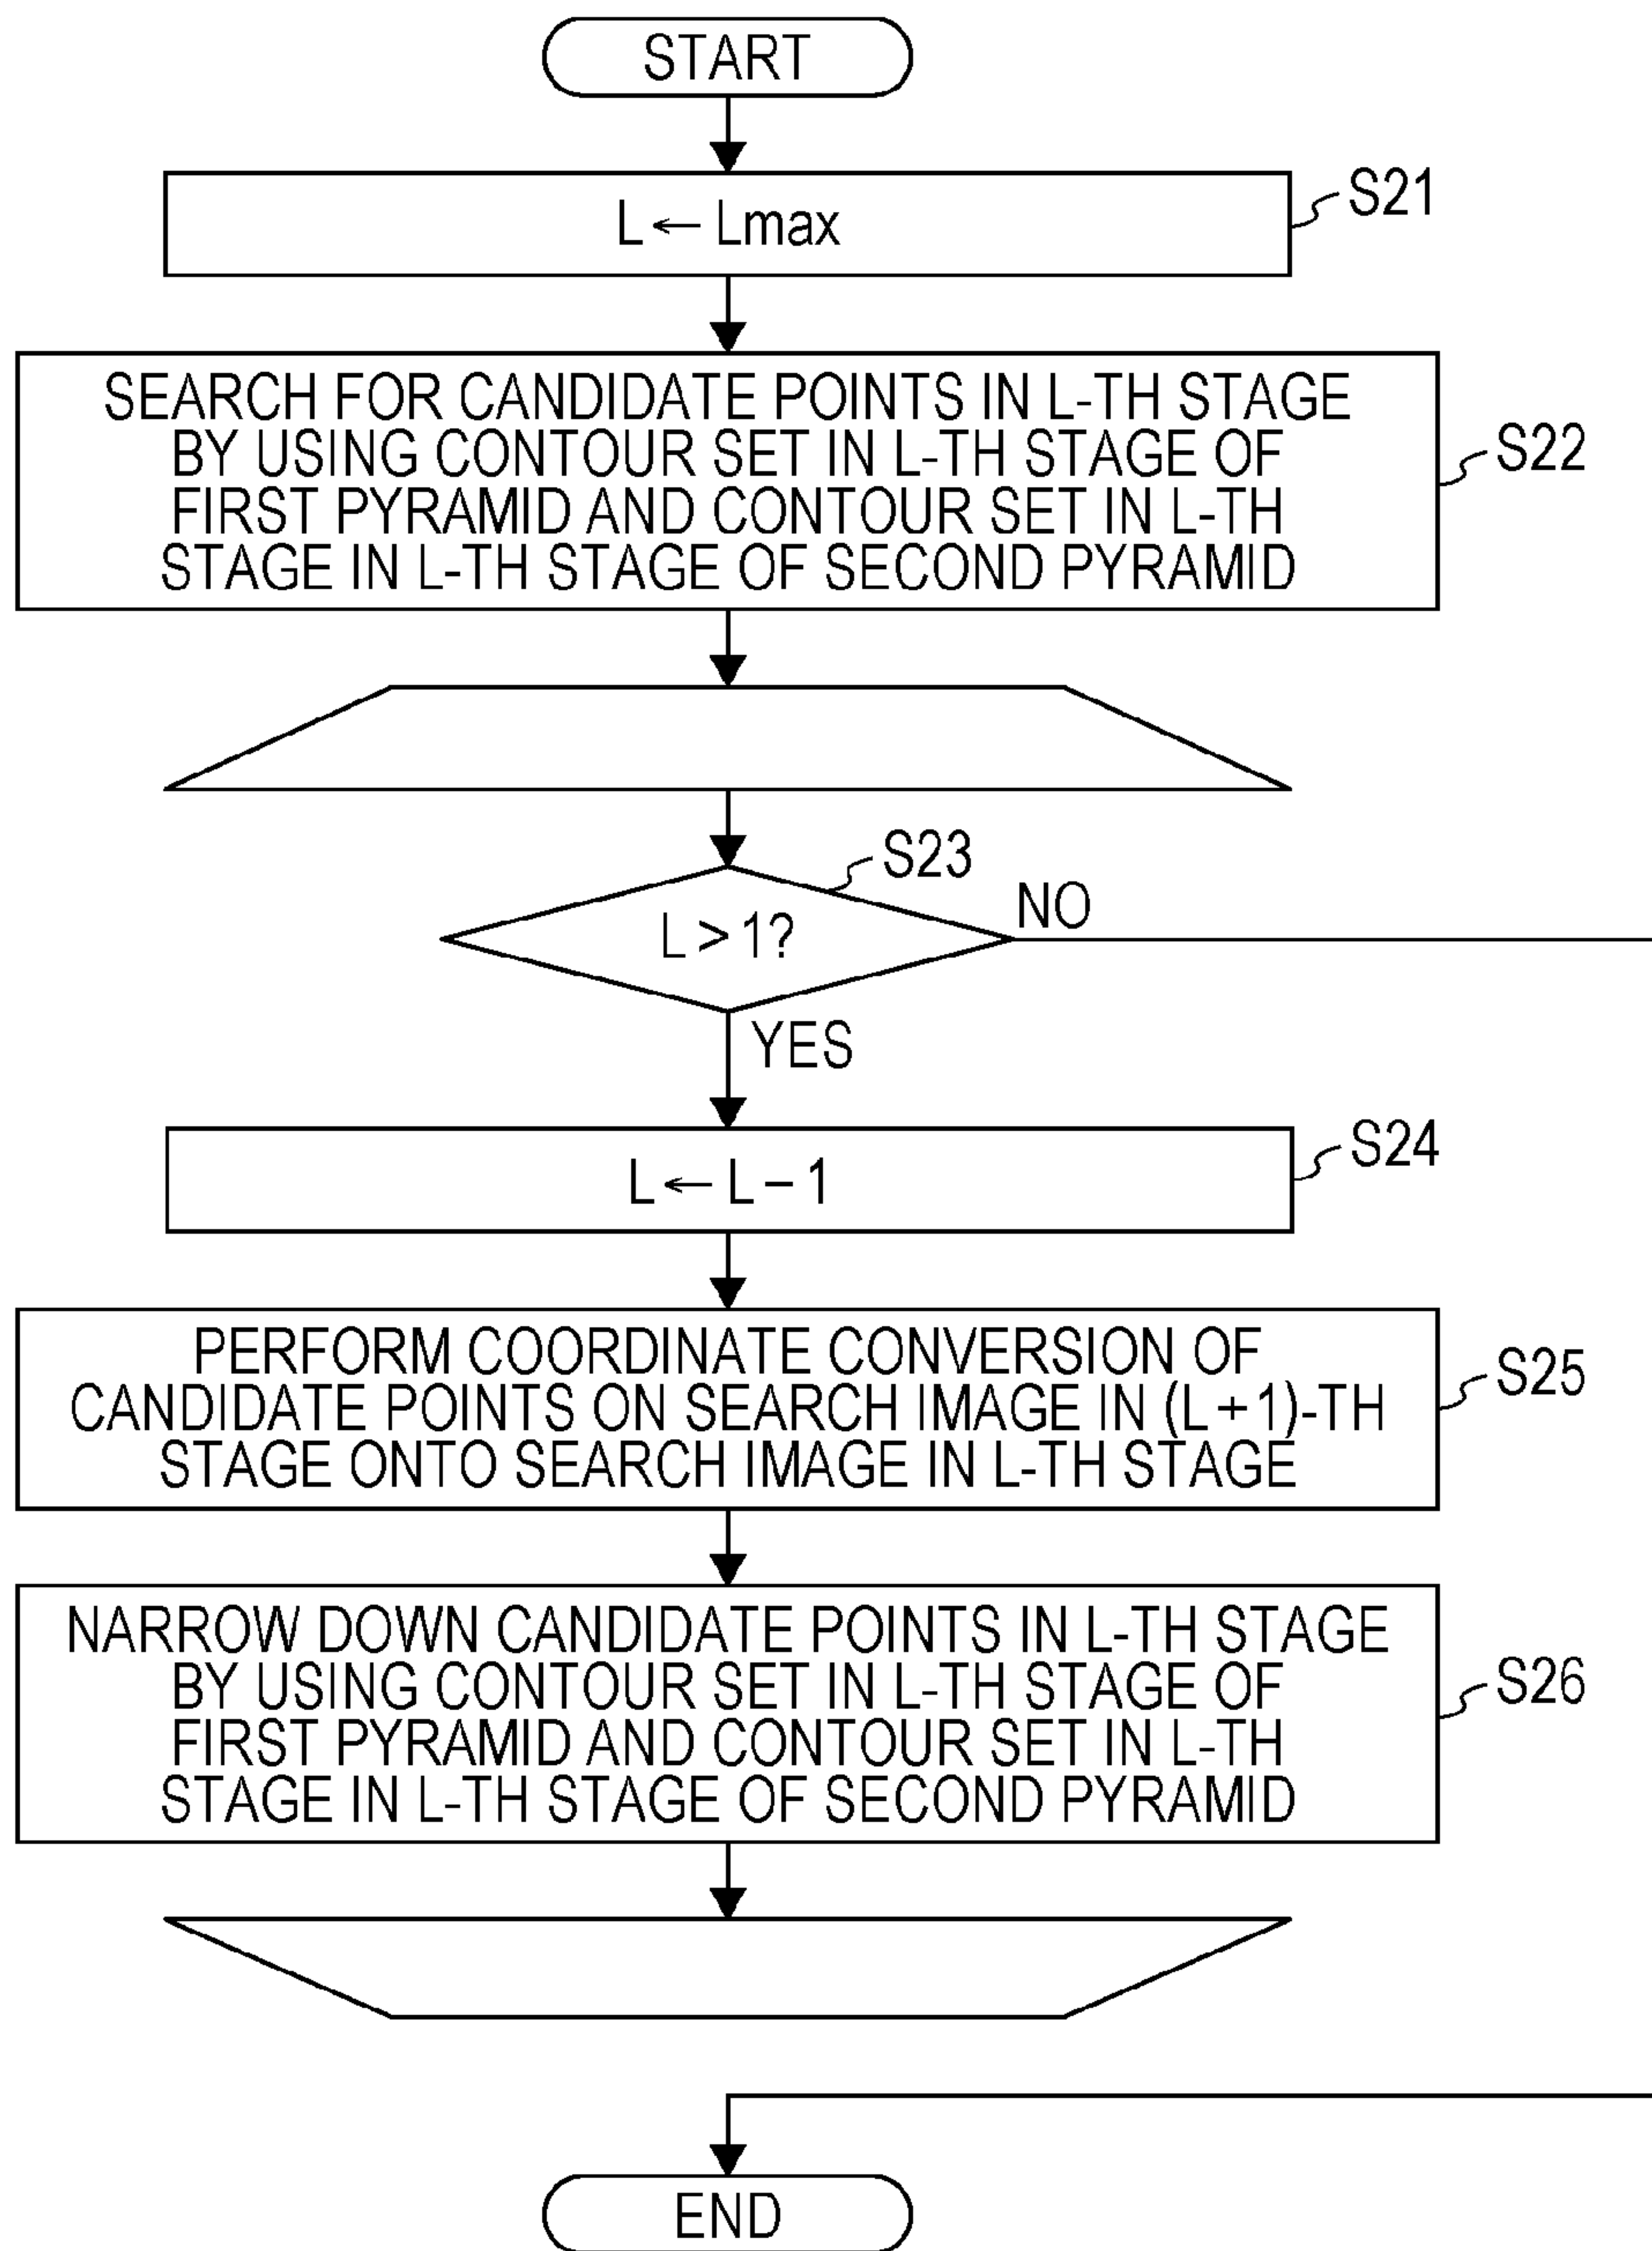 START
L ← Lmax
S21
SEARCH FOR CANDIDATE POINTS IN L-TH STAGE
BY USING CONTOUR SET IN L-TH STAGE OF
FIRST PYRAMID AND CONTOUR SET IN L-TH
STAGE IN L-TH STAGE OF SECOND PYRAMID
S22
S23
L > 1?
NO
YES
L ← L − 1
S24
PERFORM COORDINATE CONVERSION OF
CANDIDATE POINTS ON SEARCH IMAGE IN (L + 1)-TH
STAGE ONTO SEARCH IMAGE IN L-TH STAGE
S25
NARROW DOWN CANDIDATE POINTS IN L-TH STAGE
BY USING CONTOUR SET IN L-TH STAGE OF
FIRST PYRAMID AND CONTOUR SET IN L-TH
STAGE IN L-TH STAGE OF SECOND PYRAMID
S26
END